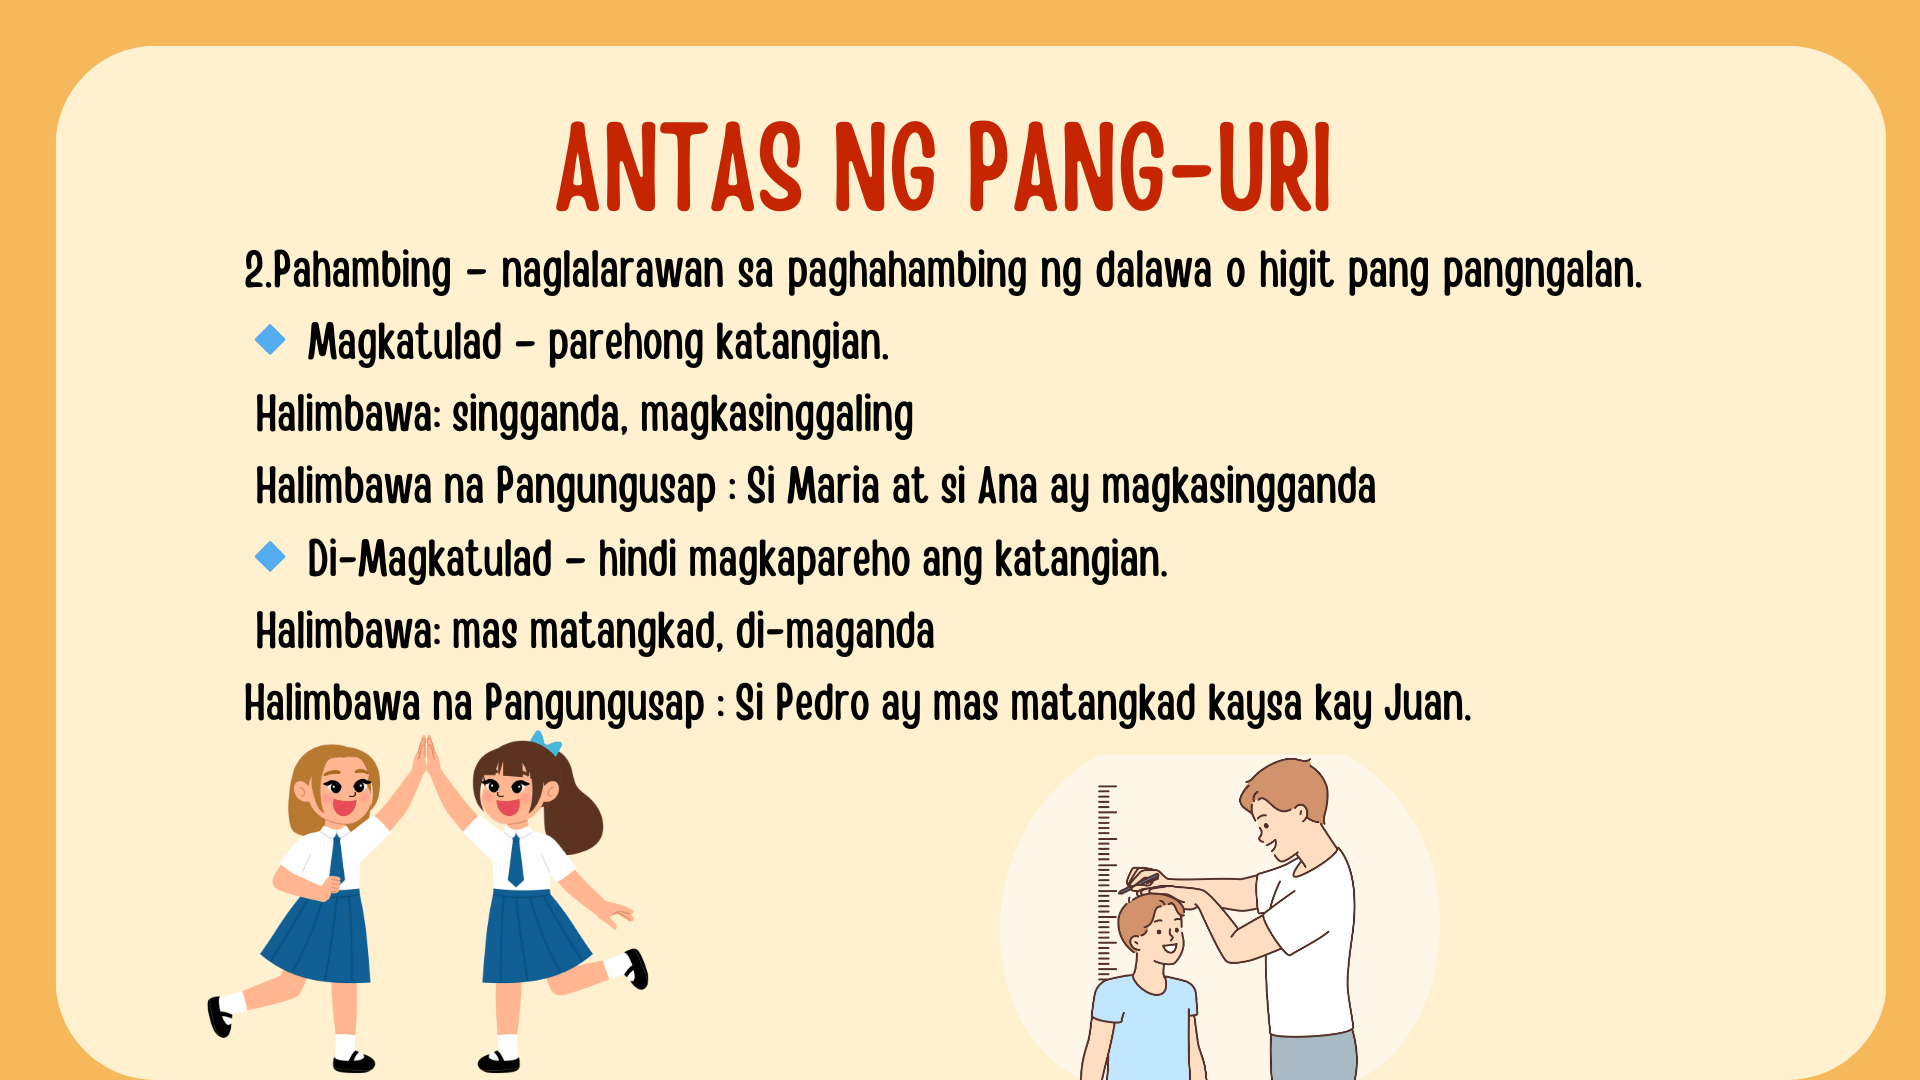 ANTAS NG PANG-URI
2.Pahambing – naglalarawan sa paghahambing ng dalawa o higit pang pangngalan.
Magkatulad – parehong katangian.
Halimbawa: singganda, magkasinggaling
Halimbawa na Pangungusap : Si Maria at si Ana ay magkasingganda
Di-Magkatulad – hindi magkapareho ang katangian.
Halimbawa: mas matangkad, di-maganda
Halimbawa na Pangungusap : Si Pedro ay mas matangkad kaysa kay Juan.